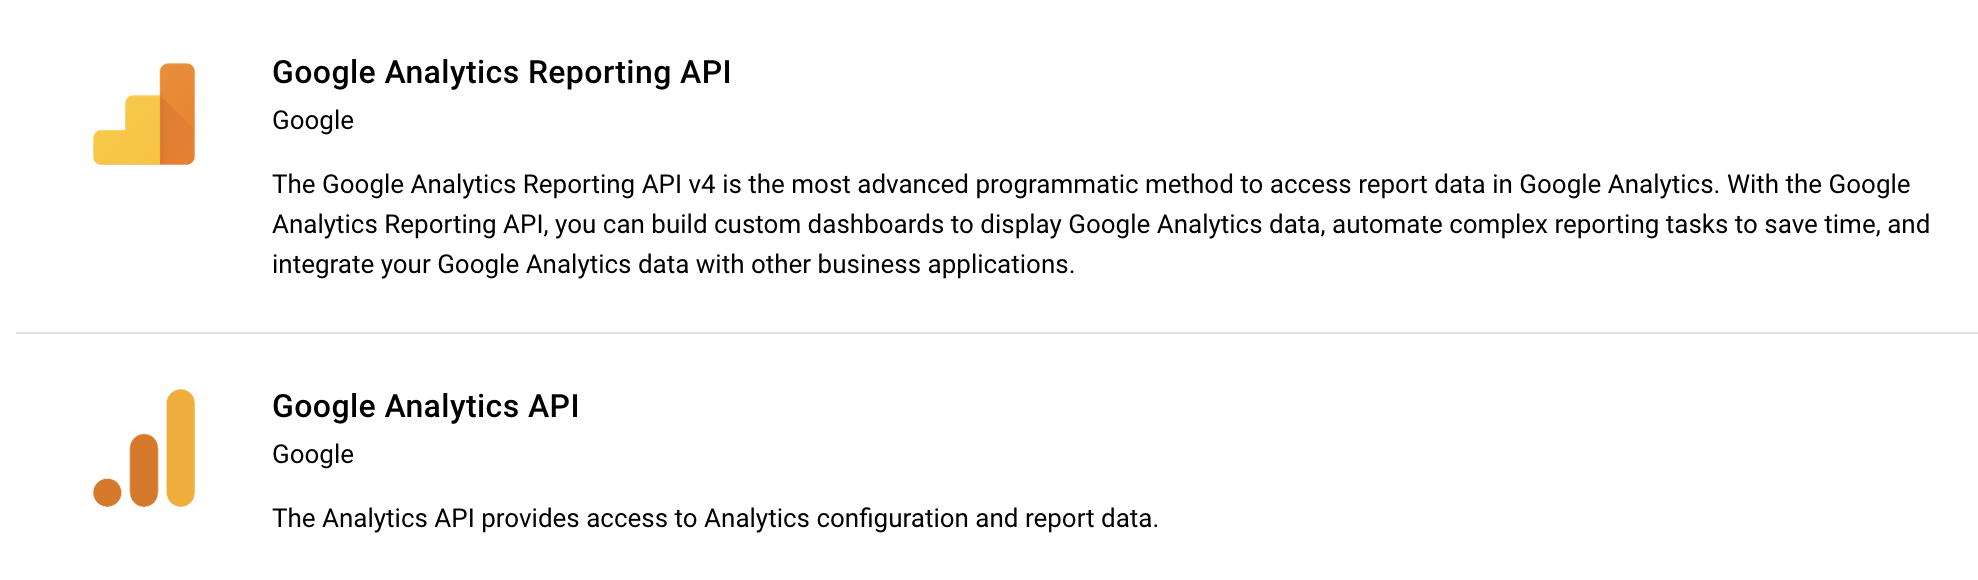 Google Analytics Reporting API
Google
The Google Analytics Reporting API v4 is the most advanced programmatic method to access report data in Google Analytics. With the Google
Analytics Reporting API, you can build custom dashboards to display Google Analytics data, automate complex reporting tasks to save time, and
integrate your Google Analytics data with other business applications.
Google Analytics API
Google
The Analytics API provides access to Analytics configuration and report data.